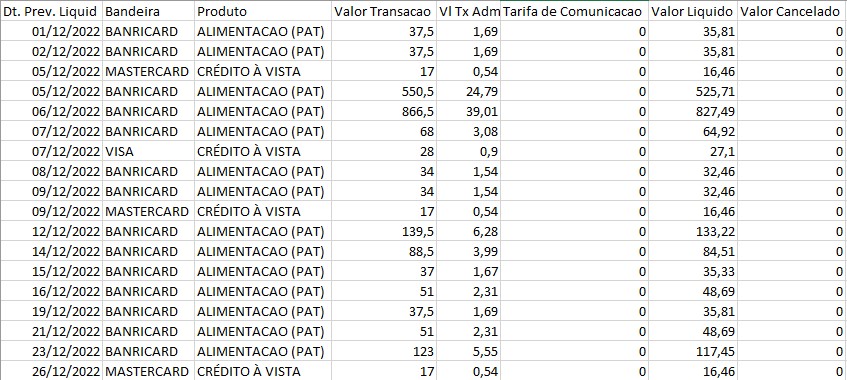 Dt. Prev. Liquid Bandeira Produto Valor Transacao Vl Tx Adm Tarifa de Comunicacao Valor Liquido Valor Cancelado
01/12/2022 BANRICARD ALIMENTACAO (PAT) 37,5 1,69 0 35,81 0
02/12/2022 BANRICARD ALIMENTACAO (PAT) 37,5 1,69 0 35,81 0
05/12/2022 MASTERCARD CRÉDITO À VISTA 17 0,54 0 16,46 0
05/12/2022 BANRICARD ALIMENTACAO (PAT) 550,5 24,79 0 525,71 0
06/12/2022 BANRICARD ALIMENTACAO (PAT) 866,5 39,01 0 827,49 0
07/12/2022 BANRICARD ALIMENTACAO (PAT) 68 3,08 0 64,92 0
07/12/2022 VISA CRÉDITO À VISTA 28 0,9 0 27,1 0
08/12/2022 BANRICARD ALIMENTACAO (PAT) 34 1,54 0 32,46 0
09/12/2022 BANRICARD ALIMENTACAO (PAT) 34 1,54 0 32,46 0
09/12/2022 MASTERCARD CRÉDITO À VISTA 17 0,54 0 16,46 0
12/12/2022 BANRICARD ALIMENTACAO (PAT) 139,5 6,28 0 133,22 0
14/12/2022 BANRICARD ALIMENTACAO (PAT) 88,5 3,99 0 84,51 0
15/12/2022 BANRICARD ALIMENTACAO (PAT) 37 1,67 0 35,33 0
16/12/2022 BANRICARD ALIMENTACAO (PAT) 51 2,31 0 48,69 0
19/12/2022 BANRICARD ALIMENTACAO (PAT) 37,5 1,69 0 35,81 0
21/12/2022 BANRICARD ALIMENTACAO (PAT) 51 2,31 0 48,69 0
23/12/2022 BANRICARD ALIMENTACAO (PAT) 123 5,55 0 117,45 0
26/12/2022 MASTERCARD CRÉDITO À VISTA 17 0,54 0 16,46 0